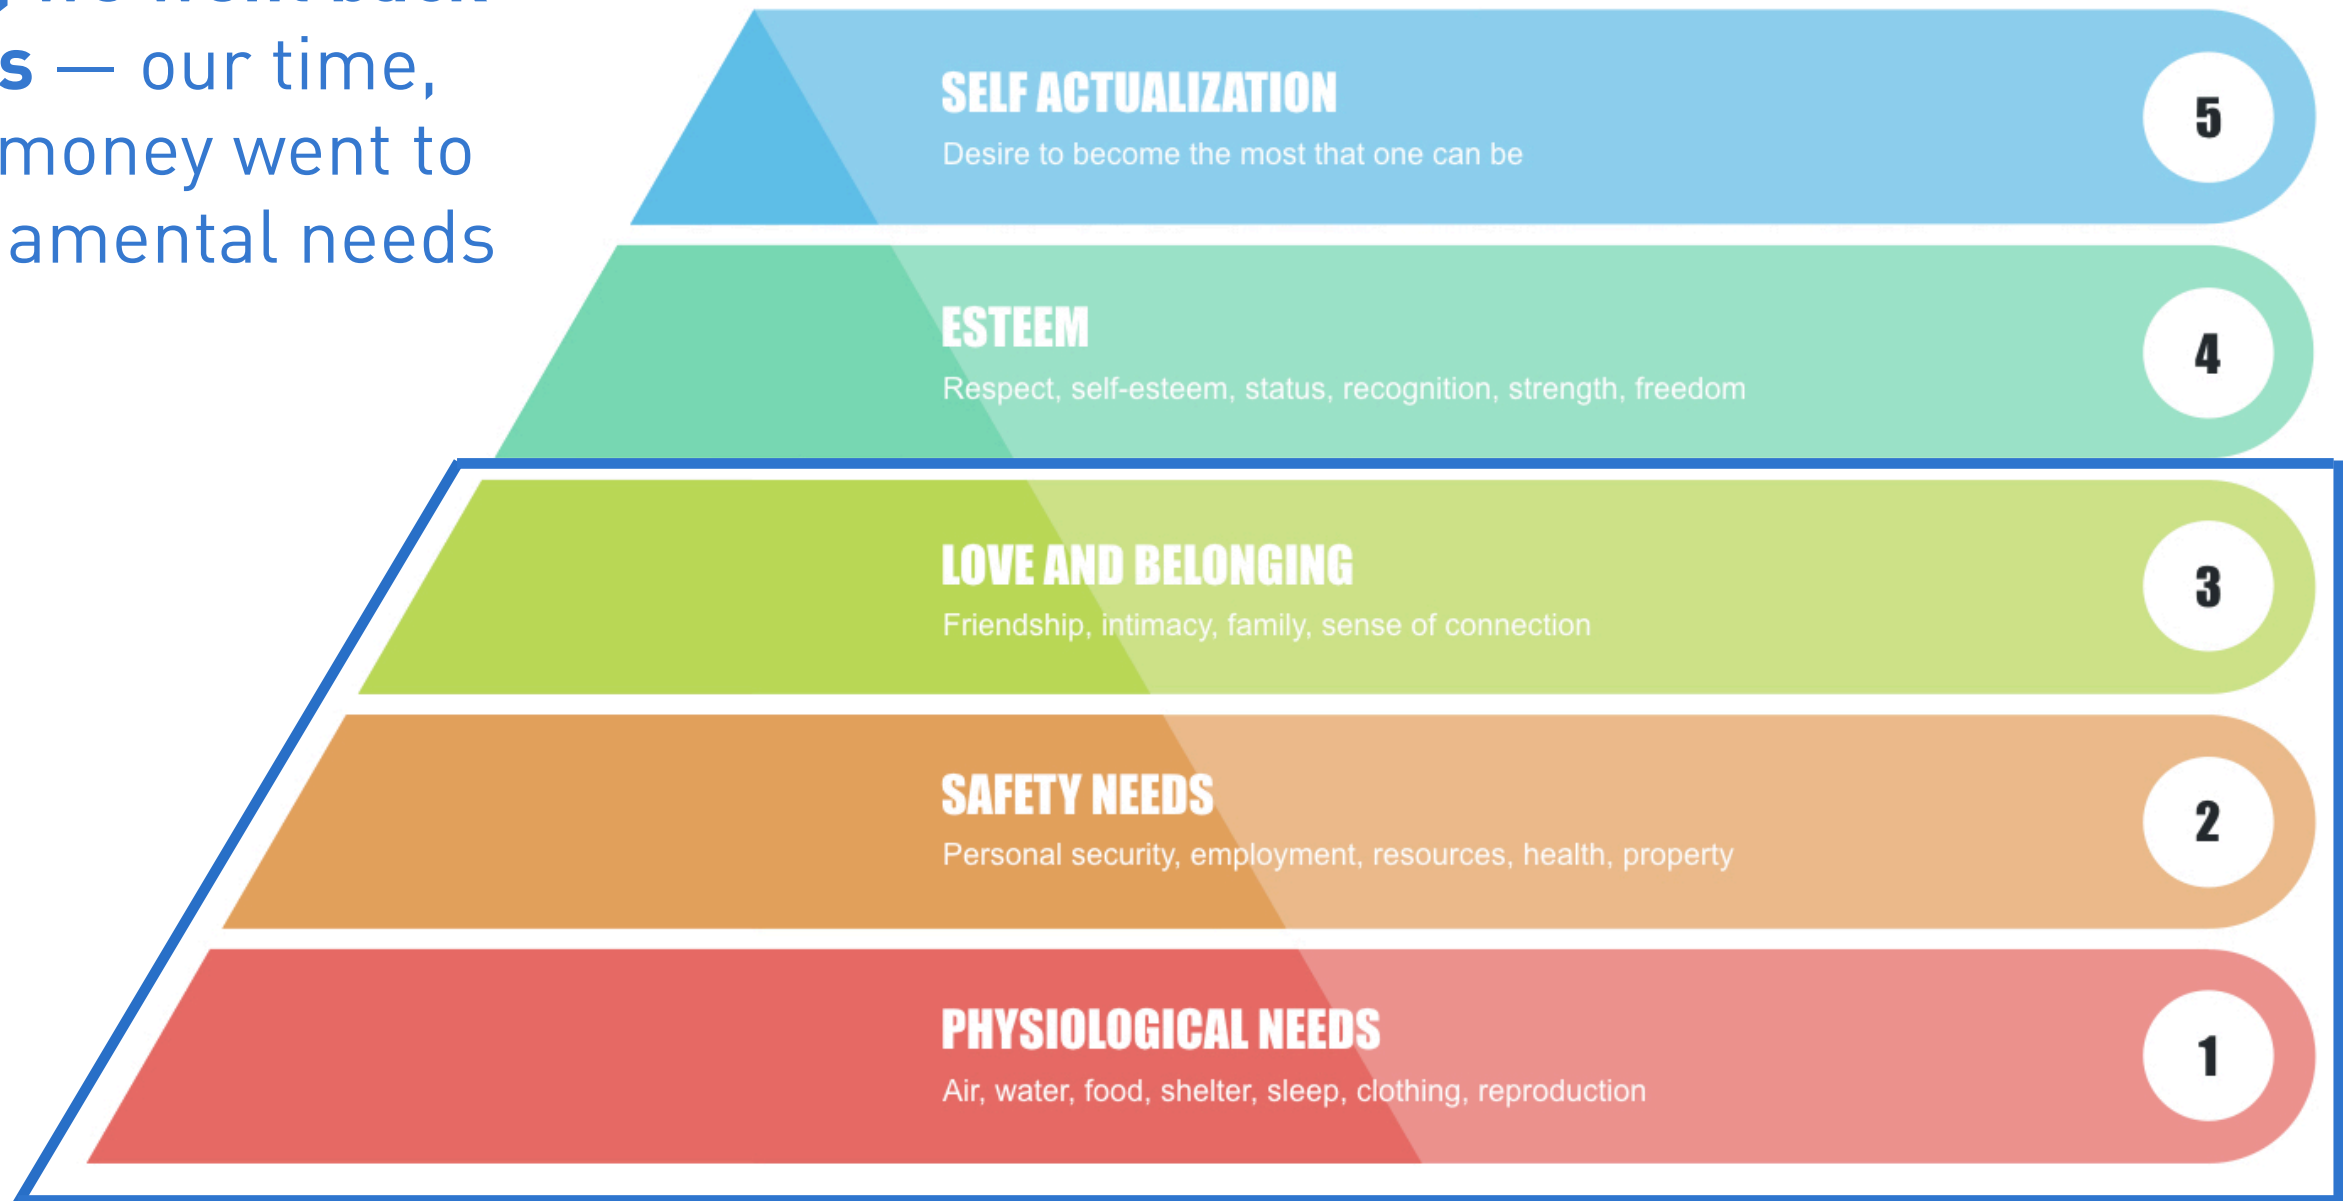 we went back
s — our time,
money went to
amental needs
SELF ACTUALIZATION
Desire to become the most that one can be
5
ESTEEM
Respect, self-esteem, status, recognition, strength, freedom
4
LOVE AND BELONGING
Friendship, intimacy, family, sense of connection
3
SAFETY NEEDS
Personal security, employment, resources, health, property
2
PHYSIOLOGICAL NEEDS
Air, water, food, shelter, sleep, clothing, reproduction
1